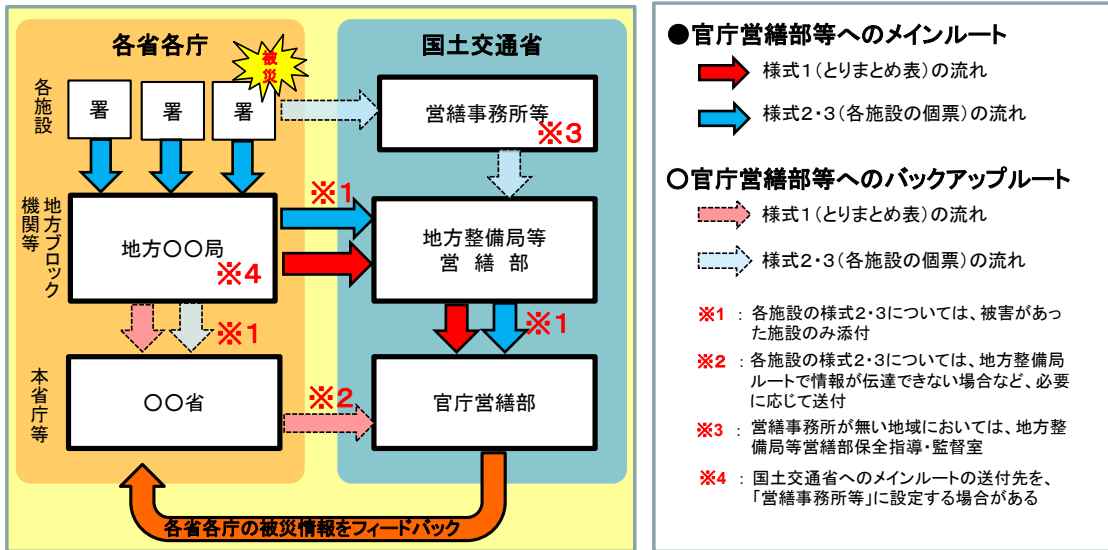 各省各庁
国土交通省
各施設
署
署
署
被災
営繕事務所等
※3
地方ブロック
機関等
地方〇〇局
※4
※1
地方整備局等
営 繕 部
※1
※1
本省庁等
〇〇省
※2
官庁営繕部
各省各庁の被災情報をフィードバック
●官庁営繕部等へのメインルート
様式1(とりまとめ表)の流れ
様式2・3(各施設の個票)の流れ
〇官庁営繕部等へのバックアップルート
様式1(とりまとめ表)の流れ
様式2・3(各施設の個票)の流れ
※1 : 各施設の様式2・3については、被害があっ
た施設のみ添付
※2 : 各施設の様式2・3については、地方整備局
ルートで情報が伝達できない場合など、必要
に応じて送付
※3 : 営繕事務所が無い地域においては、地方整
備局等営繕部保全指導・監督室
※4 : 国土交通省へのメインルートの送付先を、
「営繕事務所等」に設定する場合がある